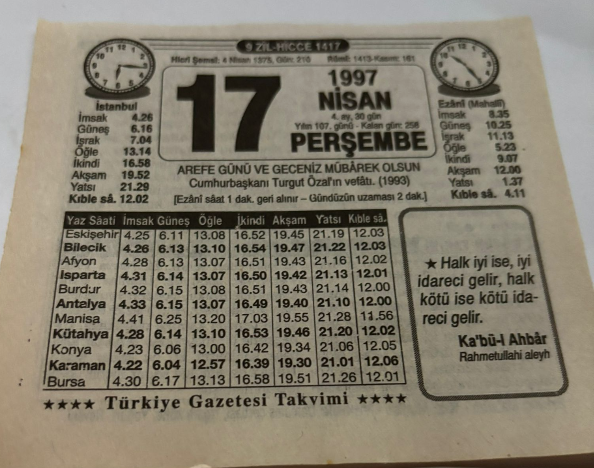 9 ZİL-HİCCE 1417
Hicri Şemsî: 4 Nisan 1375, Gün: 210 Rûmî: 1413-Kasım: 161
17
1997
NİSAN
4. ay, 30 gün
Yılın 107. günü - Kalan gün: 258
PERŞEMBE
İstanbul
İmsak 4.26
Güneş 6.16
İşrak 7.04
Öğle 13.14
İkindi 16.58
Akşam 19.52
Yatsı 21.29
Kıble sâ. 12.02
Ezânî (Mahallî)
İmsak 8.35
Güneş 10.25
İşrak 11.13
Öğle 5.23
İkindi 9.07
Akşam 12.00
Yatsı 1.37
Kıble sâ. 4.11
AREFE GÜNÜ VE GECENİZ MÜBÂREK OLSUN
Cumhurbaşkanı Turgut Özal'ın vefâtı. (1993)
[Ezânî sâat 1 dak. geri alınır – Gündüzün uzaması 2 dak.]
Yaz Sâati İmsak Güneş Öğle İkindi Akşam Yatsı Kıble sâ.
Eskişehir 4.25 6.11 13.08 16.52 19.45 21.19 12.03
Bilecik 4.26 6.13 13.10 16.54 19.47 21.22 12.03
Afyon 4.28 6.13 13.07 16.51 19.43 21.16 12.02
Isparta 4.31 6.14 13.07 16.50 19.42 21.13 12.01
Burdur 4.32 6.15 13.08 16.51 19.43 21.14 12.00
Antalya 4.33 6.15 13.07 16.49 19.40 21.10 12.00
Manisa 4.41 6.25 13.20 17.03 19.55 21.28 11.56
Kütahya 4.28 6.14 13.10 16.53 19.46 21.20 12.02
Konya 4.23 6.06 13.00 16.42 19.34 21.06 12.05
Karaman 4.22 6.04 12.57 16.39 19.30 21.01 12.06
Bursa 4.30 6.17 13.13 16.58 19.51 21.26 12.01
★ Halk iyi ise, iyi
idareci gelir, halk
kötü ise kötü ida-
reci gelir.
Ka'bü-l Ahbâr
Rahmetullahi aleyh
★★★★ Türkiye Gazetesi Takvimi ★★★★